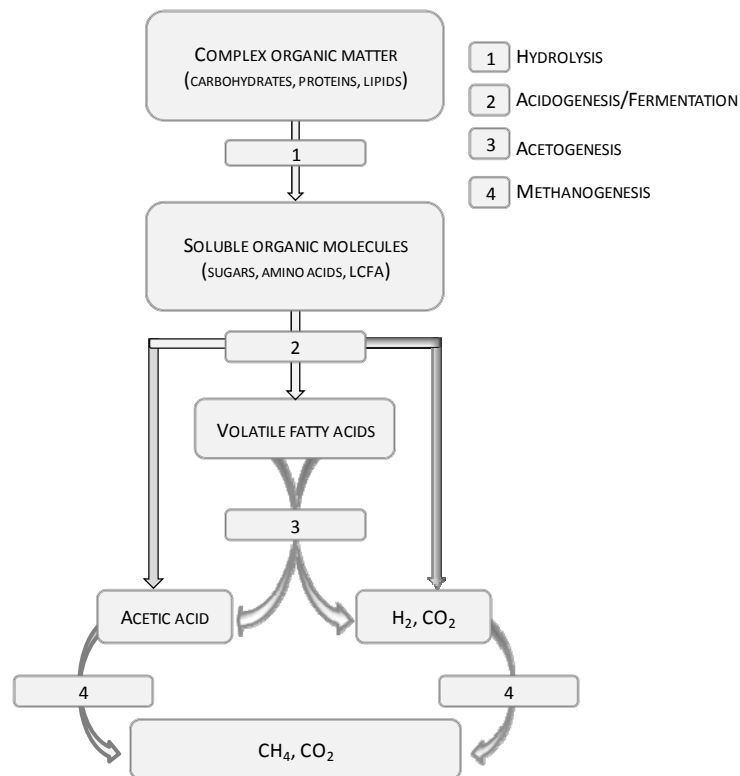 COMPLEX ORGANIC MATTER
(CARBOHYDRATES, PROTEINS, LIPIDS)
1 HYDROLYSIS
2 ACIDOGENESIS/FERMENTATION
3 ACETOGENESIS
4 METHANOGENESIS
1
SOLUBLE ORGANIC MOLECULES
(SUGARS, AMINO ACIDS, LCFA)
2
VOLATILE FATTY ACIDS
3
ACETIC ACID
H₂, CO₂
4
4
CH₄, CO₂